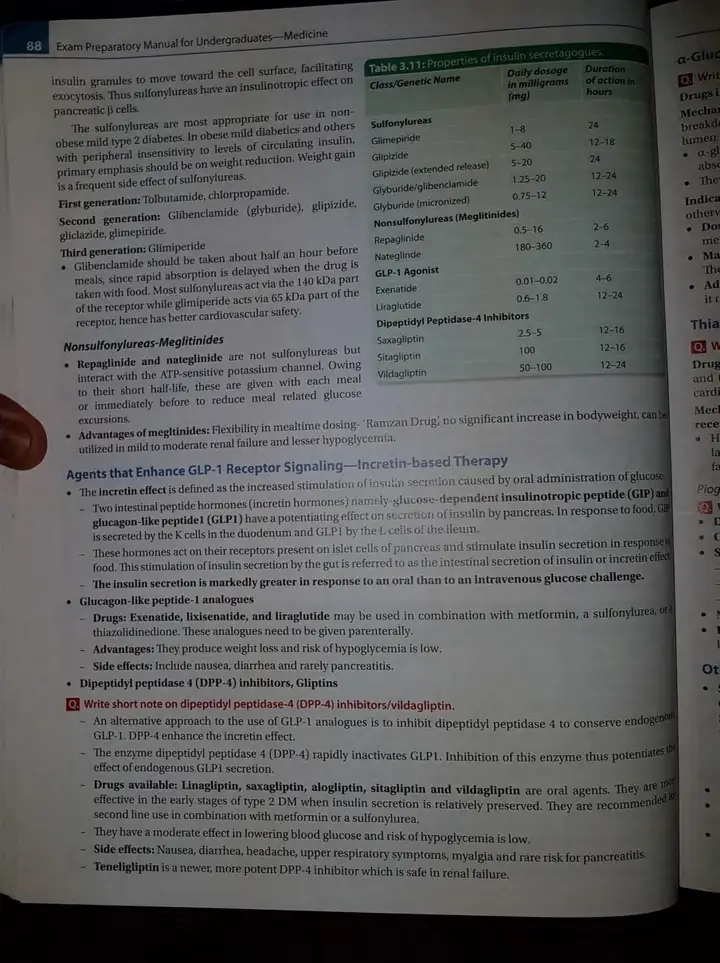 88 Exam Preparatory Manual for Undergraduates—Medicine
insulin granules to move toward the cell surface, facilitating
exocytosis. Thus sulfonylureas have an insulinotropic effect on
pancreatic β cells.
The sulfonylureas are most appropriate for use in non-
obese mild type 2 diabetes. In obese mild diabetics and others
with peripheral insensitivity to levels of circulating insulin,
primary emphasis should be on weight reduction. Weight gain
is a frequent side effect of sulfonylureas.
First generation: Tolbutamide, chlorpropamide.
Second generation: Glibenclamide (glyburide), glipizide,
gliclazide, glimepiride.
Third generation: Glimiperide
• Glibenclamide should be taken about half an hour before
meals, since rapid absorption is delayed when the drug is
taken with food. Most sulfonylureas act via the 140 kDa part
of the receptor while glimiperide acts via 65 kDa part of the
receptor, hence has better cardiovascular safety.
Nonsulfonylureas-Meglitinides
• Repaglinide and nateglinide are not sulfonylureas but
interact with the ATP-sensitive potassium channel. Owing
to their short half-life, these are given with each meal
or immediately before to reduce meal related glucose
excursions.
• Advantages of megltinides: Flexibility in mealtime dosing- 'Ramzan Drug', no significant increase in bodyweight, can be
utilized in mild to moderate renal failure and lesser hypoglycemia.
Table 3.11: Properties of insulin secretagogues.
Class/Genetic Name Daily dosage in milligrams (mg) Duration of action in hours
Sulfonylureas
Glimepiride 1–8 24
Glipizide 5–40 12–18
Glipizide (extended release) 5–20 24
Glyburide/glibenclamide 1.25–20 12–24
Glyburide (micronized) 0.75–12 12–24
Nonsulfonylureas (Meglitinides)
Repaglinide 0.5–16 2–6
Nateglinde 180–360 2–4
GLP-1 Agonist
Exenatide 0.01–0.02 4–6
Liraglutide 0.6–1.8 12–24
Dipeptidyl Peptidase-4 Inhibitors
Saxagliptin 2.5–5 12–16
Sitagliptin 100 12–16
Vildagliptin 50–100 12–24
Agents that Enhance GLP-1 Receptor Signaling—Incretin-based Therapy
• The incretin effect is defined as the increased stimulation of insulin secretion caused by oral administration of glucose.
– Two intestinal peptide hormones (incretin hormones) namely-glucose-dependent insulinotropic peptide (GIP) and
glucagon-like peptide1 (GLP1) have a potentiating effect on secretion of insulin by pancreas. In response to food, GIP
is secreted by the K cells in the duodenum and GLP1 by the L cells of the ileum.
– These hormones act on their receptors present on islet cells of pancreas and stimulate insulin secretion in response
food. This stimulation of insulin secretion by the gut is referred to as the intestinal secretion of insulin or incretin effect.
– The insulin secretion is markedly greater in response to an oral than to an intravenous glucose challenge.
• Glucagon-like peptide-1 analogues
– Drugs: Exenatide, lixisenatide, and liraglutide may be used in combination with metformin, a sulfonylurea, or
thiazolidinedione. These analogues need to be given parenterally.
– Advantages: They produce weight loss and risk of hypoglycemia is low.
– Side effects: Include nausea, diarrhea and rarely pancreatitis.
• Dipeptidyl peptidase 4 (DPP-4) inhibitors, Gliptins
Q. Write short note on dipeptidyl peptidase-4 (DPP-4) inhibitors/vildagliptin.
– An alternative approach to the use of GLP-1 analogues is to inhibit dipeptidyl peptidase 4 to conserve endogenous
GLP-1. DPP-4 enhance the incretin effect.
– The enzyme dipeptidyl peptidase 4 (DPP-4) rapidly inactivates GLP1. Inhibition of this enzyme thus potentiates the
effect of endogenous GLP1 secretion.
– Drugs available: Linagliptin, saxagliptin, alogliptin, sitagliptin and vildagliptin are oral agents. They are most
effective in the early stages of type 2 DM when insulin secretion is relatively preserved. They are recommended
second line use in combination with metformin or a sulfonylurea.
– They have a moderate effect in lowering blood glucose and risk of hypoglycemia is low.
– Side effects: Nausea, diarrhea, headache, upper respiratory symptoms, myalgia and rare risk for pancreatitis.
– Teneligliptin is a newer, more potent DPP-4 inhibitor which is safe in renal failure.
α-Gluc
Q. Writ
Drugs i
Mechan
breakd
lumen.
• α-gl
abso
• The
Indica
otherw
• Do
me
• Ma
The
• Ad
it r
Thia
Q. W
Drug
and
cardi
Mecl
rece
• H
la
fa
Piog
Q.
Ot